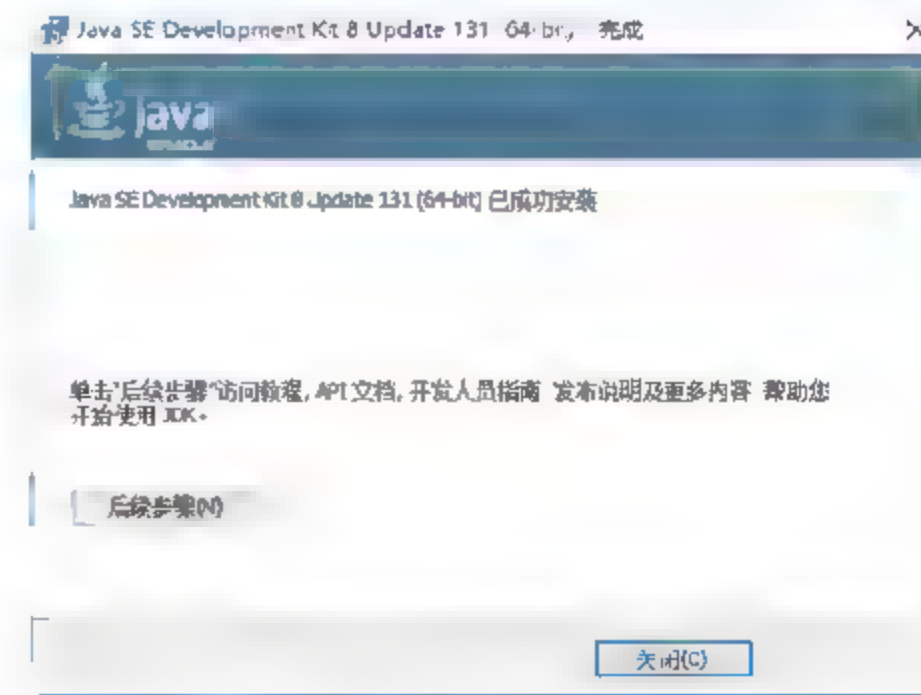 Java SE Development Kit 8 Update 131 (64-bit) - 完成
Java
Java SE Development Kit 8 Update 131 (64-bit) 已成功安装
单击"后续步骤"访问教程, API 文档, 开发人员指南, 发布说明及更多内容, 帮助您
开始使用 JDK。
后续步骤(N)
关闭(C)